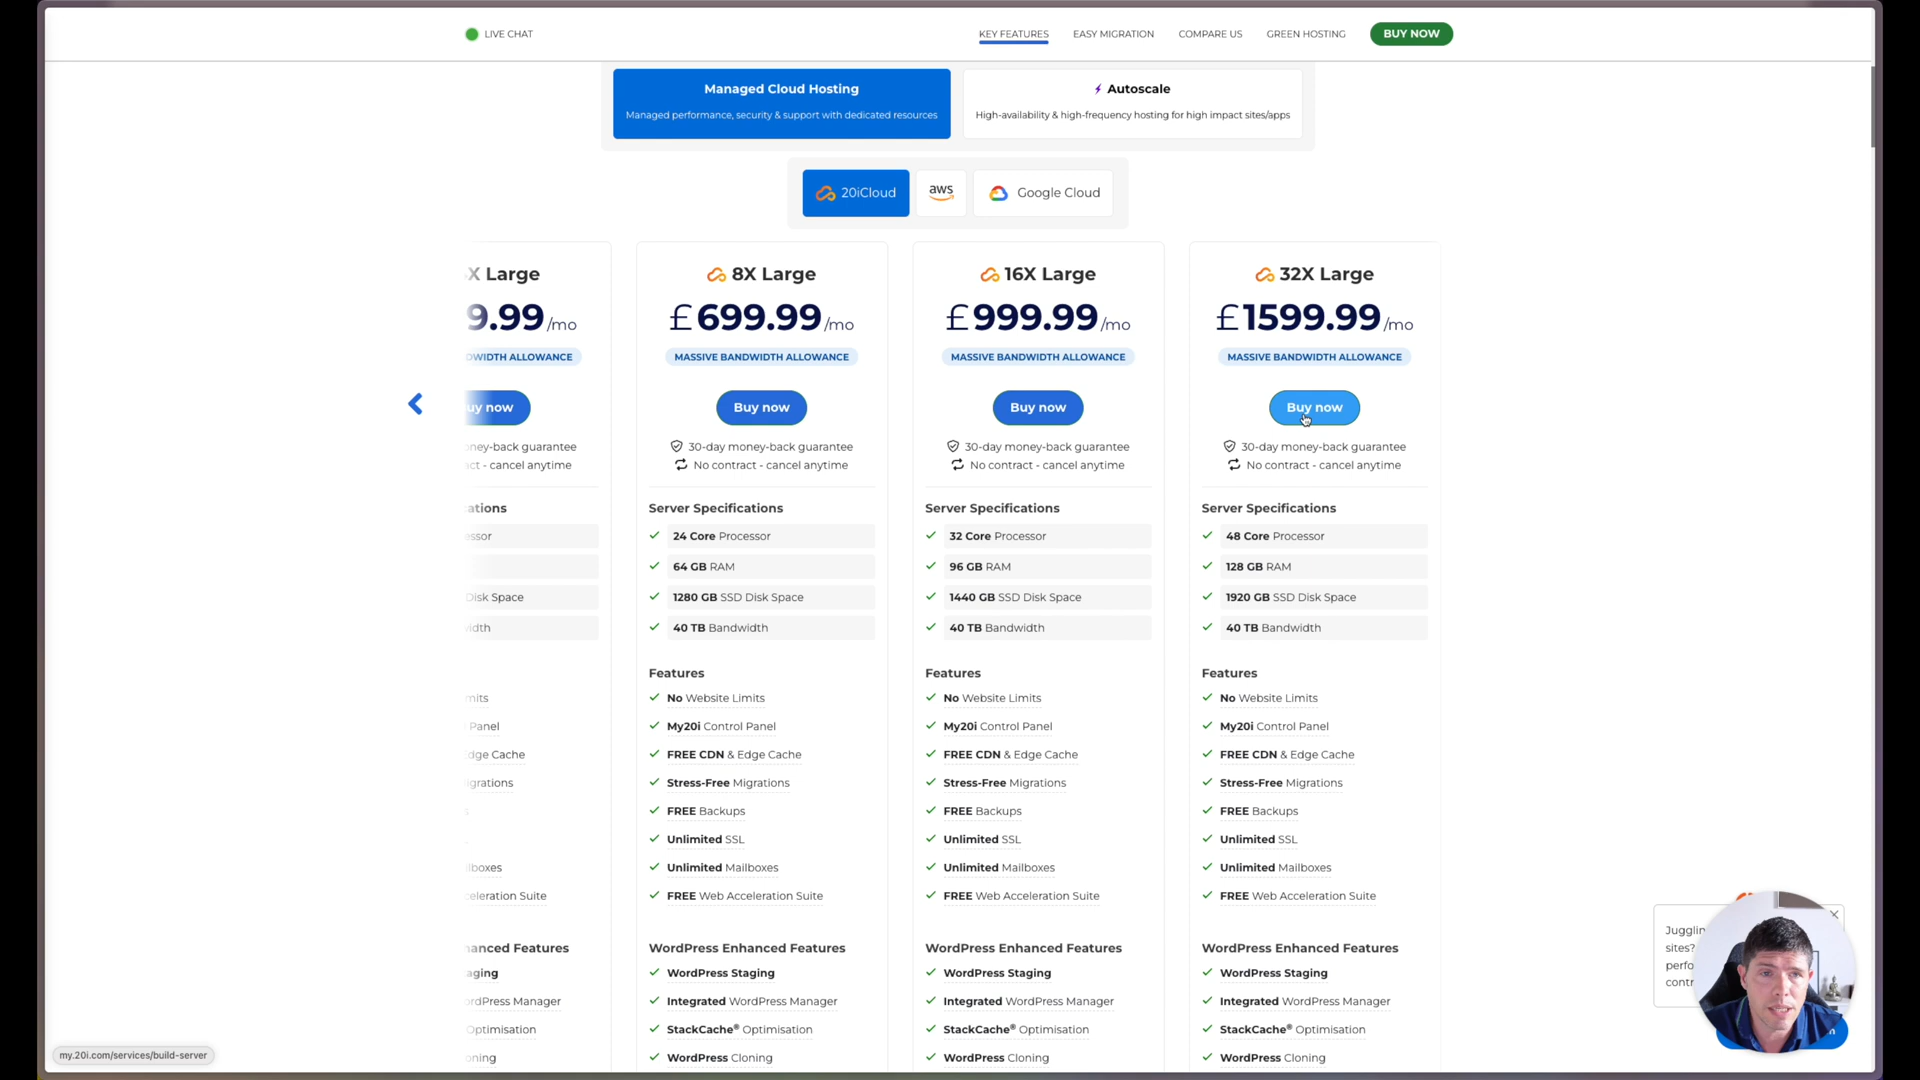 LIVE CHAT
KEY FEATURES
EASY MIGRATION
COMPARE US
GREEN HOSTING
BUY NOW
Managed Cloud Hosting
Managed performance, security & support with dedicated resources
Autoscale
High-availability & high-frequency hosting for high impact sites/apps
20iCloud
aws
Google Cloud
X Large
9.99/mo
DWIDTH ALLOWANCE
uy now
oney-back guarantee
ct - cancel anytime
ations
essor
Disk Space
vidth
mits
Panel
dge Cache
igrations
lboxes
celeration Suite
hanced Features
aging
ordPress Manager
Optimisation
oning
8X Large
£699.99/mo
MASSIVE BANDWIDTH ALLOWANCE
Buy now
30-day money-back guarantee
No contract - cancel anytime
Server Specifications
24 Core Processor
64 GB RAM
1280 GB SSD Disk Space
40 TB Bandwidth
Features
No Website Limits
My20i Control Panel
FREE CDN & Edge Cache
Stress-Free Migrations
FREE Backups
Unlimited SSL
Unlimited Mailboxes
FREE Web Acceleration Suite
WordPress Enhanced Features
WordPress Staging
Integrated WordPress Manager
StackCache® Optimisation
WordPress Cloning
16X Large
£999.99/mo
MASSIVE BANDWIDTH ALLOWANCE
Buy now
30-day money-back guarantee
No contract - cancel anytime
Server Specifications
32 Core Processor
96 GB RAM
1440 GB SSD Disk Space
40 TB Bandwidth
Features
No Website Limits
My20i Control Panel
FREE CDN & Edge Cache
Stress-Free Migrations
FREE Backups
Unlimited SSL
Unlimited Mailboxes
FREE Web Acceleration Suite
WordPress Enhanced Features
WordPress Staging
Integrated WordPress Manager
StackCache® Optimisation
WordPress Cloning
32X Large
£1599.99/mo
MASSIVE BANDWIDTH ALLOWANCE
Buy now
30-day money-back guarantee
No contract - cancel anytime
Server Specifications
48 Core Processor
128 GB RAM
1920 GB SSD Disk Space
40 TB Bandwidth
Features
No Website Limits
My20i Control Panel
FREE CDN & Edge Cache
Stress-Free Migrations
FREE Backups
Unlimited SSL
Unlimited Mailboxes
FREE Web Acceleration Suite
WordPress Enhanced Features
WordPress Staging
Integrated WordPress Manager
StackCache® Optimisation
WordPress Cloning
Jugglin
sites?
perfo
contr
my.20i.com/services/build-server